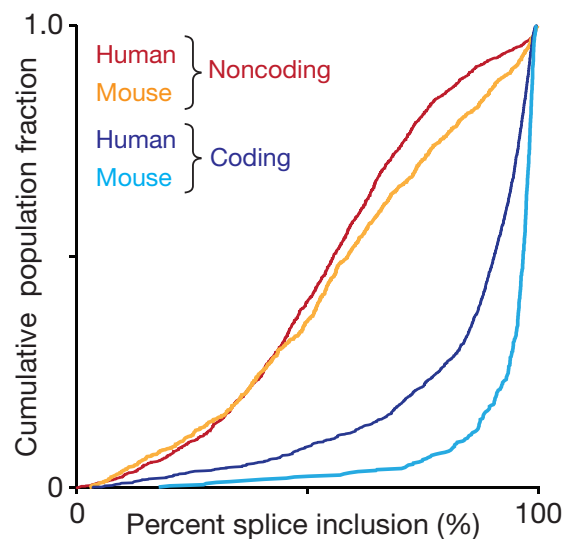 1.0
Human
Mouse
Noncoding
Human
Mouse
Coding
Cumulative population fraction
0
0
100
Percent splice inclusion (%)